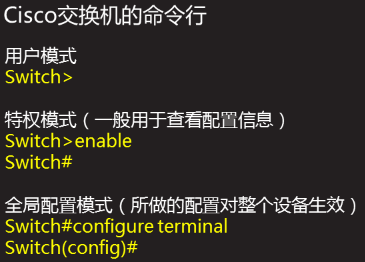 Cisco交换机的命令行
用户模式
Switch>
特权模式（一般用于查看配置信息）
Switch>enable
Switch#
全局配置模式（所做的配置对整个设备生效）
Switch#configure terminal
Switch(config)#